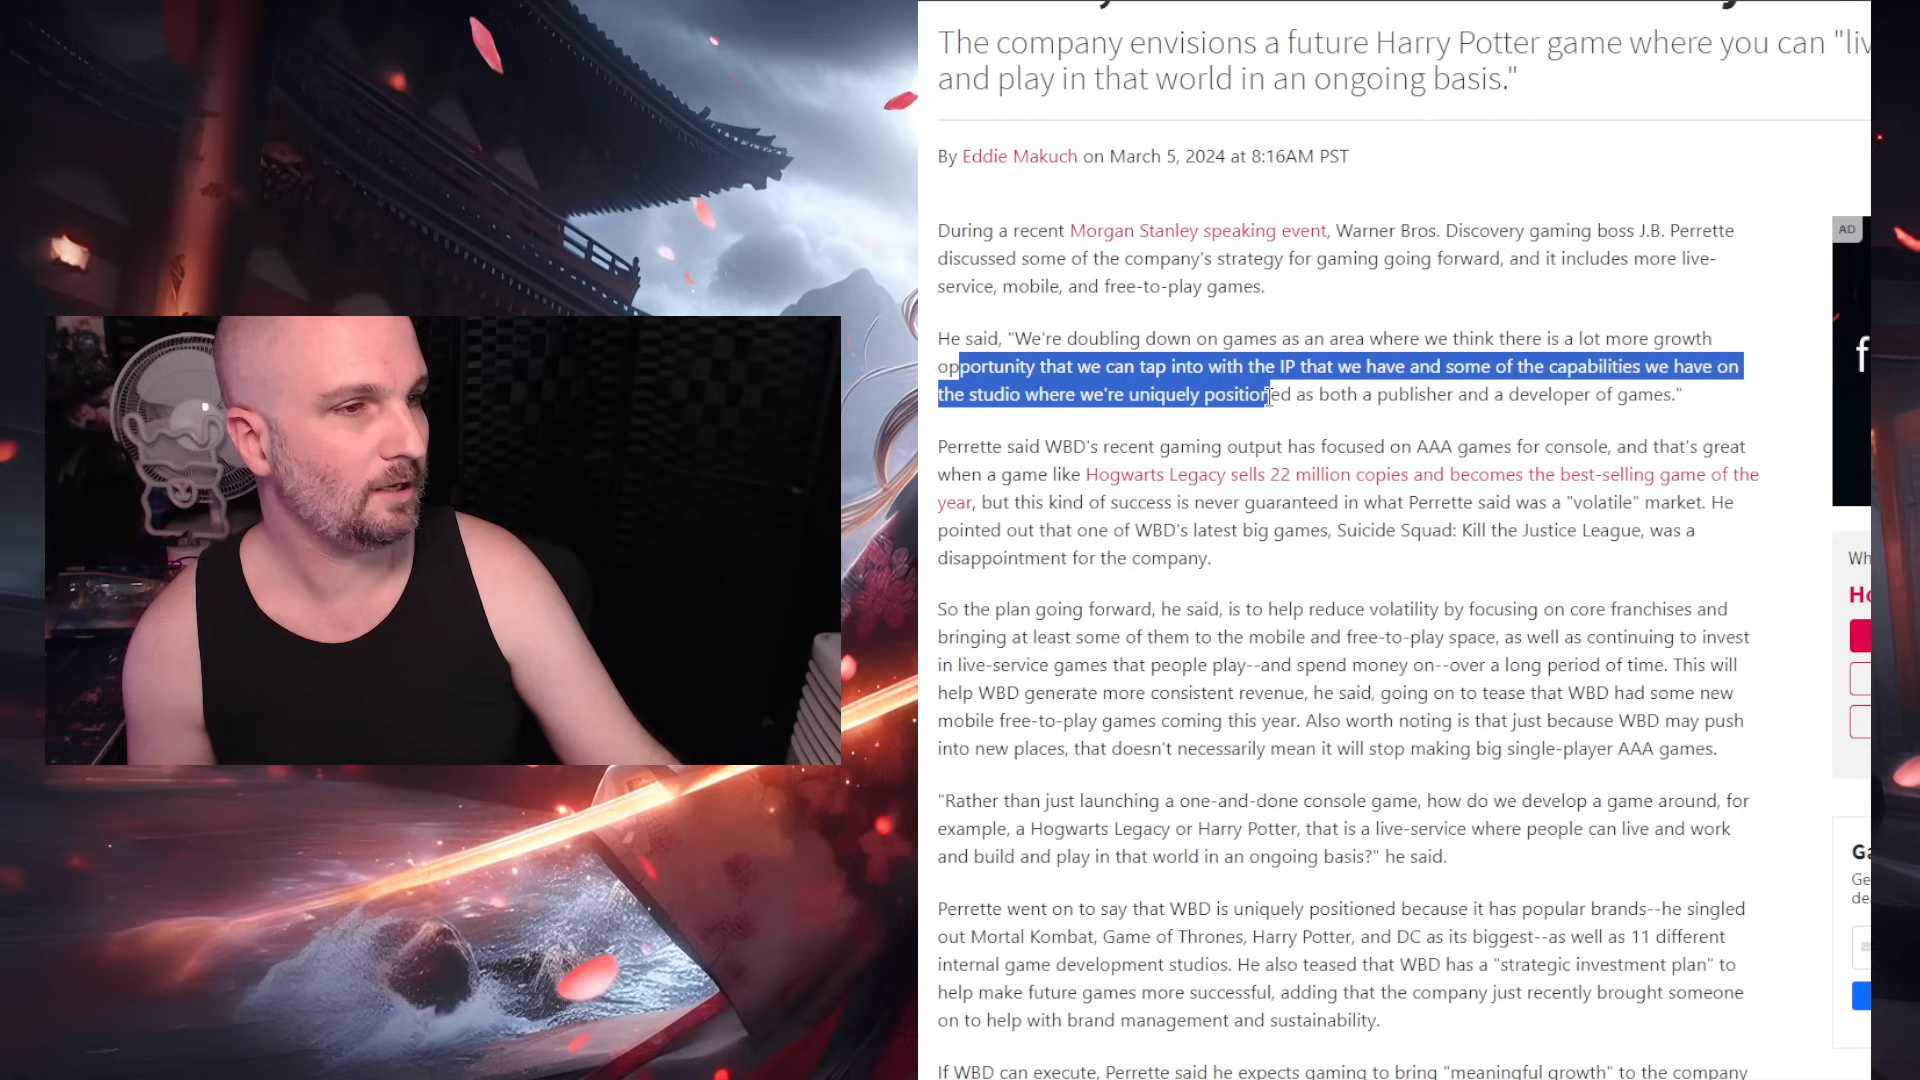 The company envisions a future Harry Potter game where you can "liv
and play in that world in an ongoing basis."
By Eddie Makuch on March 5, 2024 at 8:16AM PST
During a recent Morgan Stanley speaking event, Warner Bros. Discovery gaming boss J.B. Perrette
discussed some of the company's strategy for gaming going forward, and it includes more live-
service, mobile, and free-to-play games.
AD
He said, "We're doubling down on games as an area where we think there is a lot more growth
opportunity that we can tap into with the IP that we have and some of the capabilities we have on
the studio where we're uniquely positioned as both a publisher and a developer of games."
Perrette said WBD's recent gaming output has focused on AAA games for console, and that's great
when a game like Hogwarts Legacy sells 22 million copies and becomes the best-selling game of the
year, but this kind of success is never guaranteed in what Perrette said was a "volatile" market. He
pointed out that one of WBD's latest big games, Suicide Squad: Kill the Justice League, was a
disappointment for the company.
So the plan going forward, he said, is to help reduce volatility by focusing on core franchises and
bringing at least some of them to the mobile and free-to-play space, as well as continuing to invest
in live-service games that people play--and spend money on--over a long period of time. This will
help WBD generate more consistent revenue, he said, going on to tease that WBD had some new
mobile free-to-play games coming this year. Also worth noting is that just because WBD may push
into new places, that doesn't necessarily mean it will stop making big single-player AAA games.
"Rather than just launching a one-and-done console game, how do we develop a game around, for
example, a Hogwarts Legacy or Harry Potter, that is a live-service where people can live and work
and build and play in that world in an ongoing basis?" he said.
Perrette went on to say that WBD is uniquely positioned because it has popular brands--he singled
out Mortal Kombat, Game of Thrones, Harry Potter, and DC as its biggest--as well as 11 different
internal game development studios. He also teased that WBD has a "strategic investment plan" to
help make future games more successful, adding that the company just recently brought someone
on to help with brand management and sustainability.
If WBD can execute, Perrette said he expects gaming to bring "meaningful growth" to the company